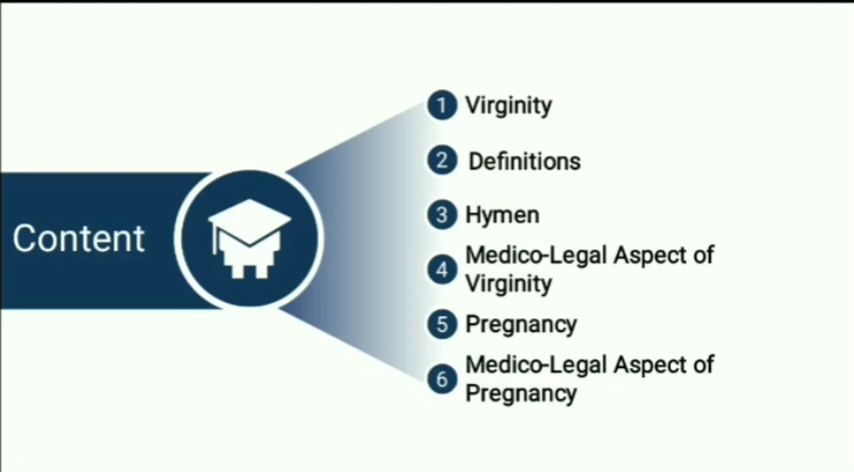 Content
1 Virginity
2 Definitions
3 Hymen
4 Medico-Legal Aspect of
Virginity
5 Pregnancy
6 Medico-Legal Aspect of
Pregnancy